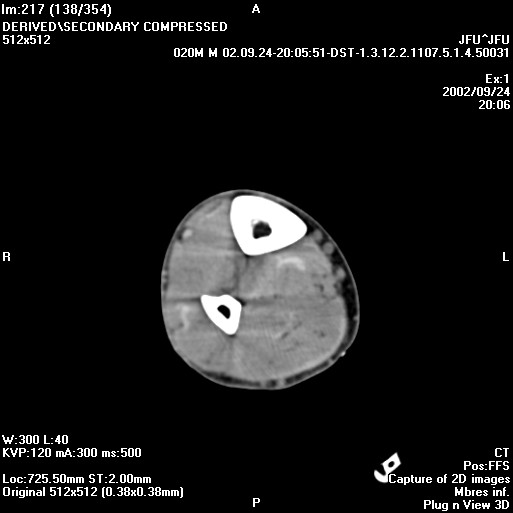 Im:217 (138/354)
A
DERIVED\SECONDARY COMPRESSED
512x512
JFU^JFU
020M M 02.09.24-20:05:51-DST-1.3.12.2.1107.5.1.4.50031
Ex:1
2002/09/24
20:06
R
L
W:300 L:40
KVP:120 mA:300 ms:500
CT
Pos:FFS
Loc:725.50mm ST:2.00mm
Capture of 2D images
Original 512x512 (0.38x0.38mm)
Mbres inf.
P
Plug n View 3D